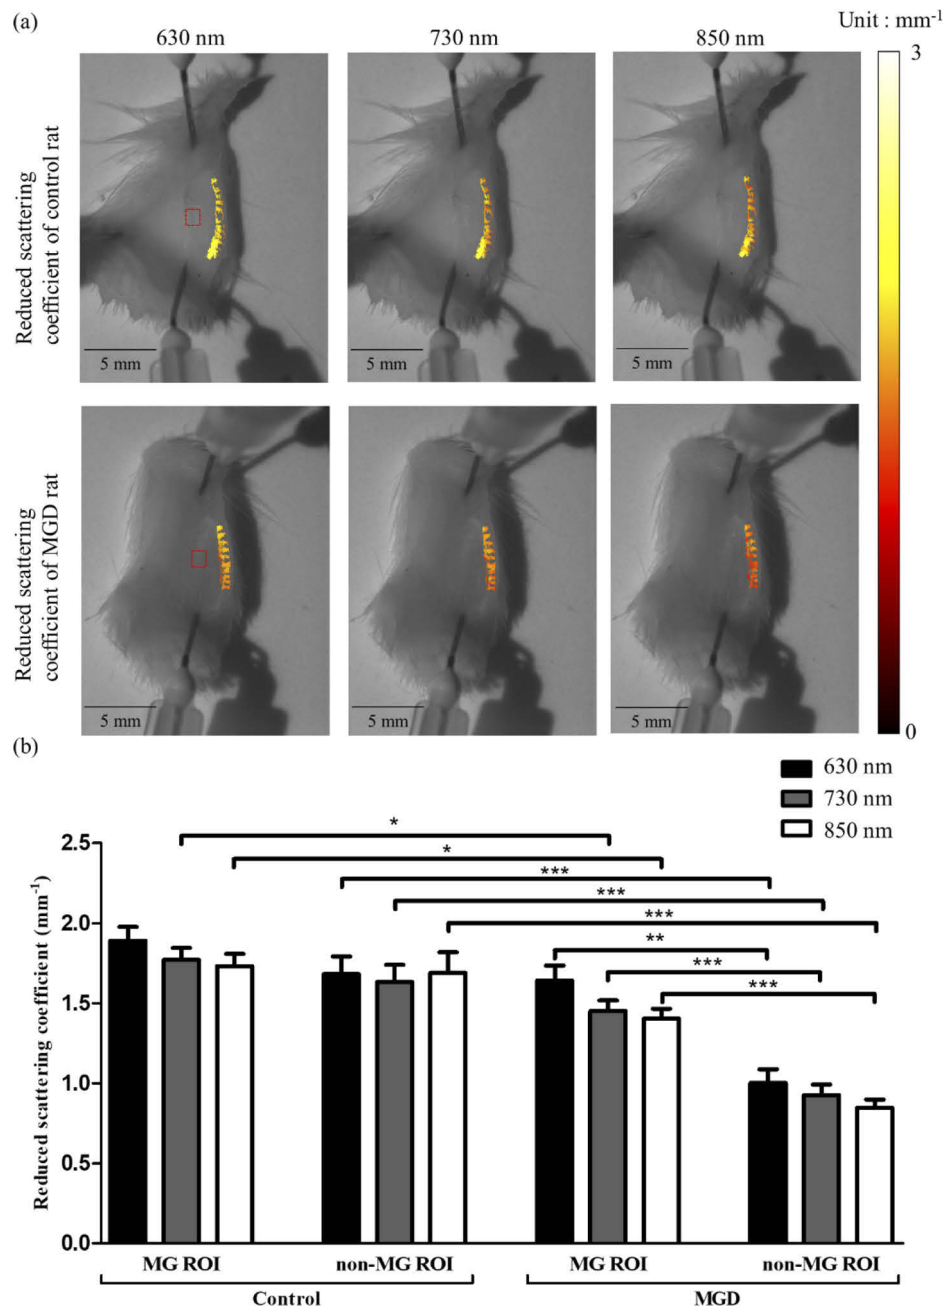 (a)
Unit : mm-1
630 nm
730 nm
850 nm
3
Reduced scattering
coefficient of control rat
5 mm
5 mm
5 mm
Reduced scattering
coefficient of MGD rat
5 mm
5 mm
5 mm
0
(b)
630 nm
730 nm
850 nm
Reduced scattering coefficient (mm-1)
2.5
2.0
1.5
1.0
0.5
0.0
*
*
***
***
***
**
***
***
MG ROI
non-MG ROI
MG ROI
non-MG ROI
Control
MGD